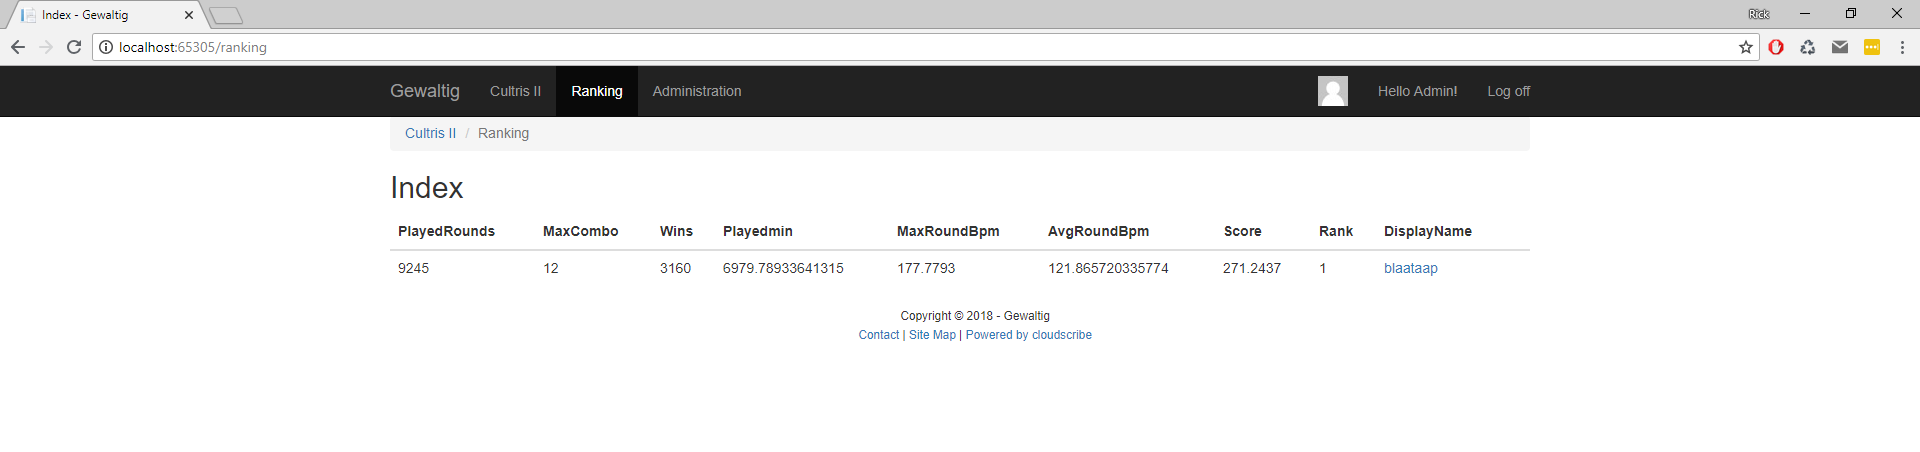 Index - Gewaltig
Rick
localhost:65305/ranking
Gewaltig Cultris II Ranking Administration Hello Admin! Log off
Cultris II / Ranking
Index
PlayedRounds MaxCombo Wins Playedmin MaxRoundBpm AvgRoundBpm Score Rank DisplayName
9245 12 3160 6979.78933641315 177.7793 121.865720335774 271.2437 1 blaataap
Copyright © 2018 - Gewaltig
Contact | Site Map | Powered by cloudscribe